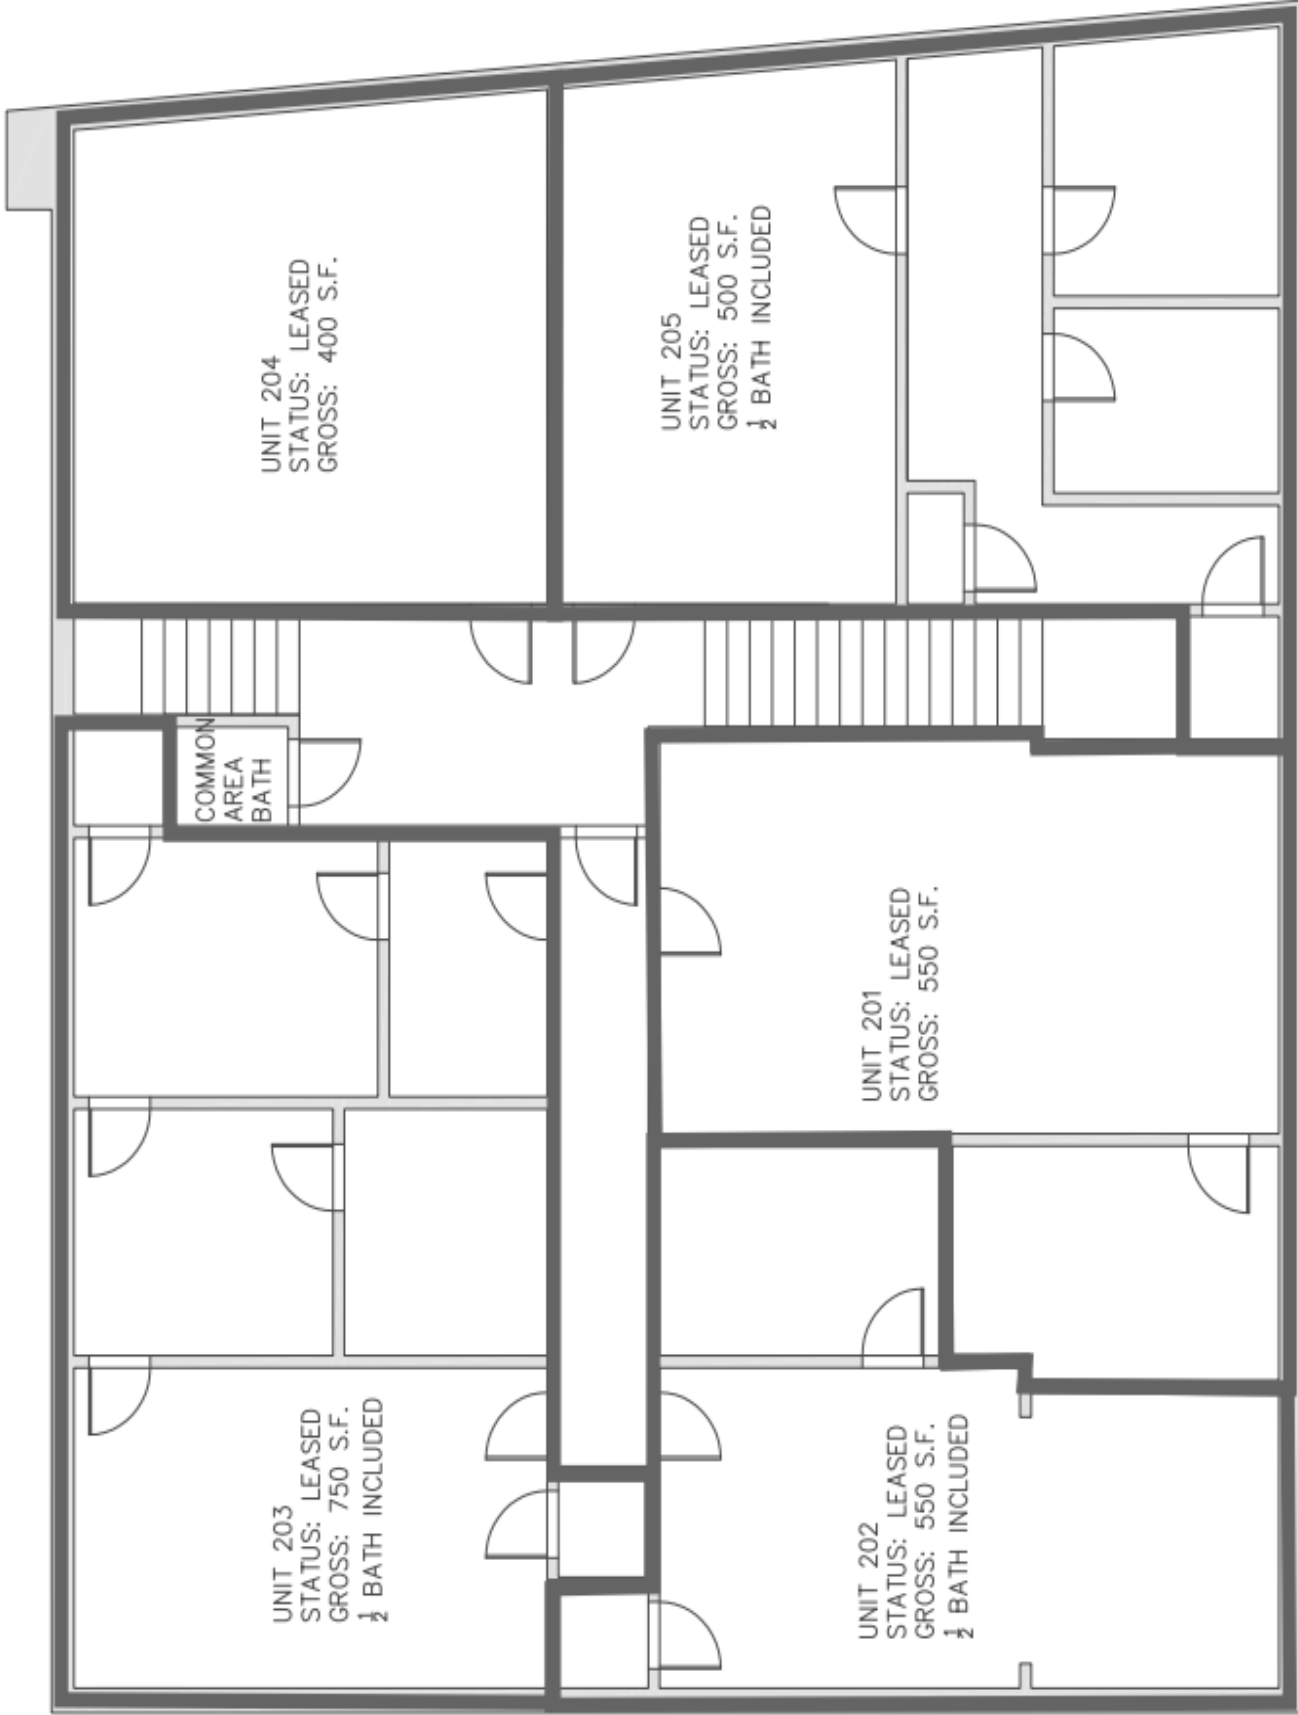 UNIT 204
STATUS: LEASED
GROSS: 400 S.F.
UNIT 205
STATUS: LEASED
GROSS: 500 S.F.
½ BATH INCLUDED
COMMON
AREA
BATH
UNIT 201
STATUS: LEASED
GROSS: 550 S.F.
UNIT 203
STATUS: LEASED
GROSS: 750 S.F.
½ BATH INCLUDED
UNIT 202
STATUS: LEASED
GROSS: 550 S.F.
½ BATH INCLUDED